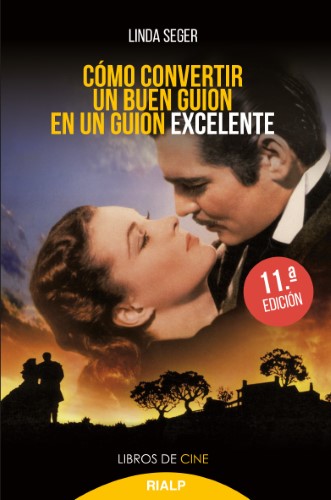 LINDA SEGER
CÓMO CONVERTIR
UN BUEN GUION
EN UN GUION EXCELENTE
11.ª
EDICIÓN
LIBROS DE CINE
RIALP